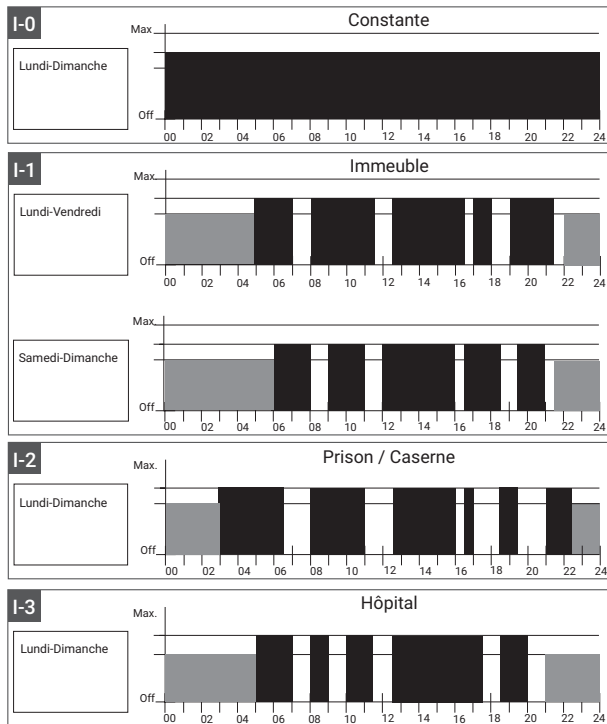 I-0
Constante
Max.
Lundi-Dimanche
Off
00 02 04 06 08 10 12 14 16 18 20 22 24
I-1
Immeuble
Max.
Lundi-Vendredi
Off
00 02 04 06 08 10 12 14 16 18 20 22 24
Max.
Samedi-Dimanche
Off
00 02 04 06 08 10 12 14 16 18 20 22 24
I-2
Prison / Caserne
Max.
Lundi-Dimanche
Off
00 02 04 06 08 10 12 14 16 18 20 22 24
I-3
Hôpital
Max.
Lundi-Dimanche
Off
00 02 04 06 08 10 12 14 16 18 20 22 24